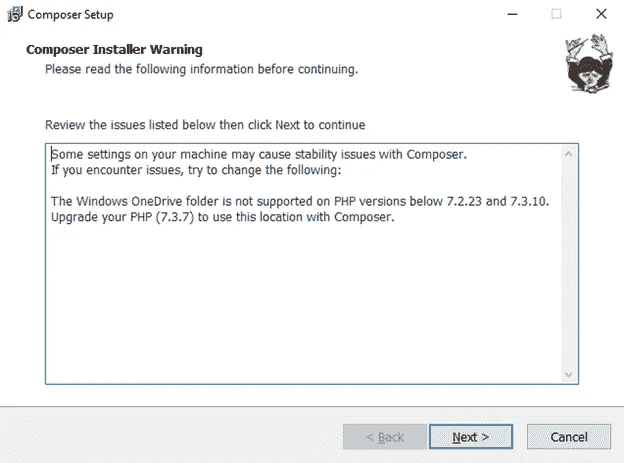 Composer Setup
Composer Installer Warning
Please read the following information before continuing.
Review the issues listed below then click Next to continue
Some settings on your machine may cause stability issues with Composer.
If you encounter issues, try to change the following:
The Windows OneDrive folder is not supported on PHP versions below 7.2.23 and 7.3.10.
Upgrade your PHP (7.3.7) to use this location with Composer.
< Back
Next >
Cancel